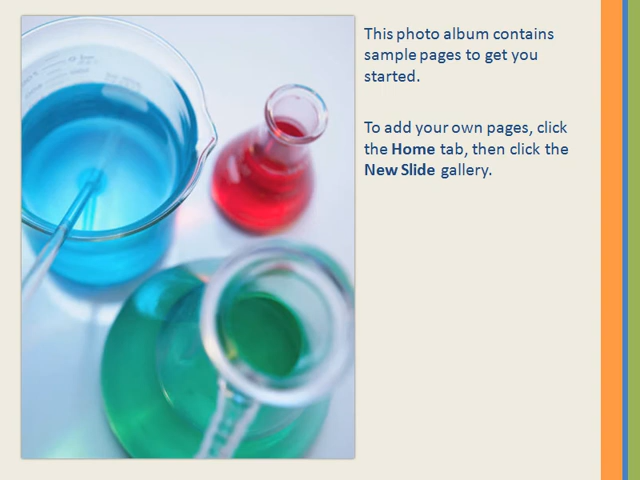 This photo album contains
sample pages to get you
started.
To add your own pages, click
the Home tab, then click the
New Slide gallery.